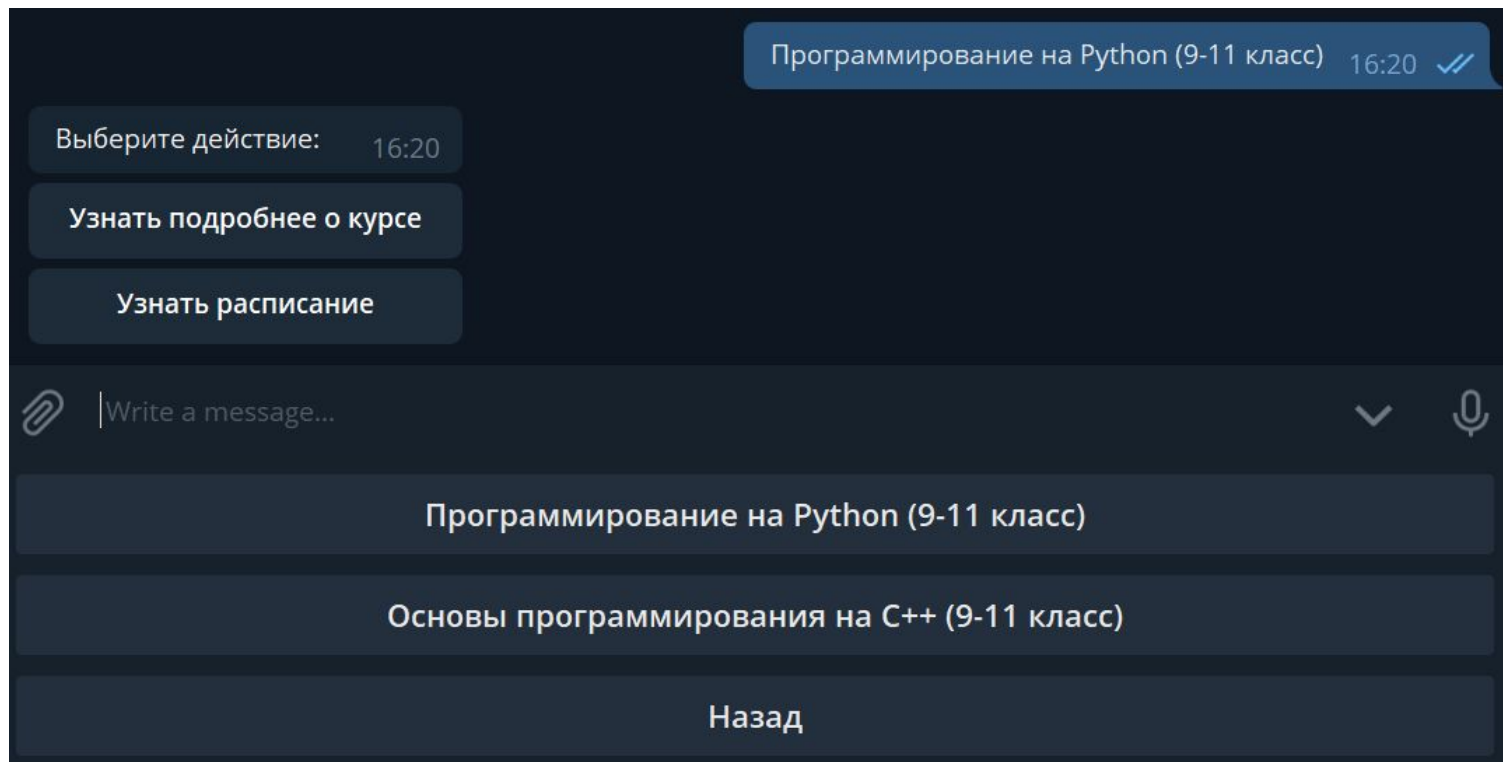 Программирование на Python (9-11 класс) 16:20
Выберите действие: 16:20
Узнать подробнее о курсе
Узнать расписание
Write a message...
Программирование на Python (9-11 класс)
Основы программирования на C++ (9-11 класс)
Назад